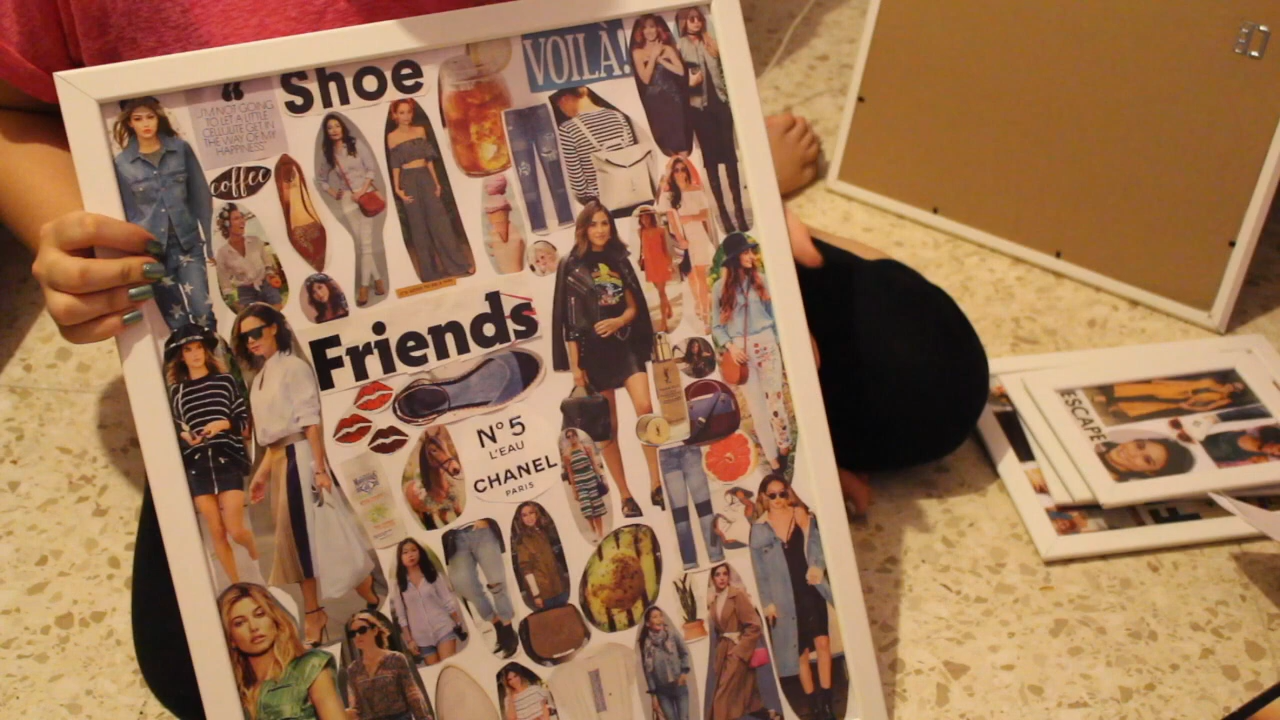 Shoe
VOILÀ!
I'M NOT GOING
TO LET A LITTLE
CELLULITE GET IN
THE WAY OF MY
HAPPINESS"
coffee
Friends
N°5
L'EAU
CHANEL
PARIS
ESCAPE
F